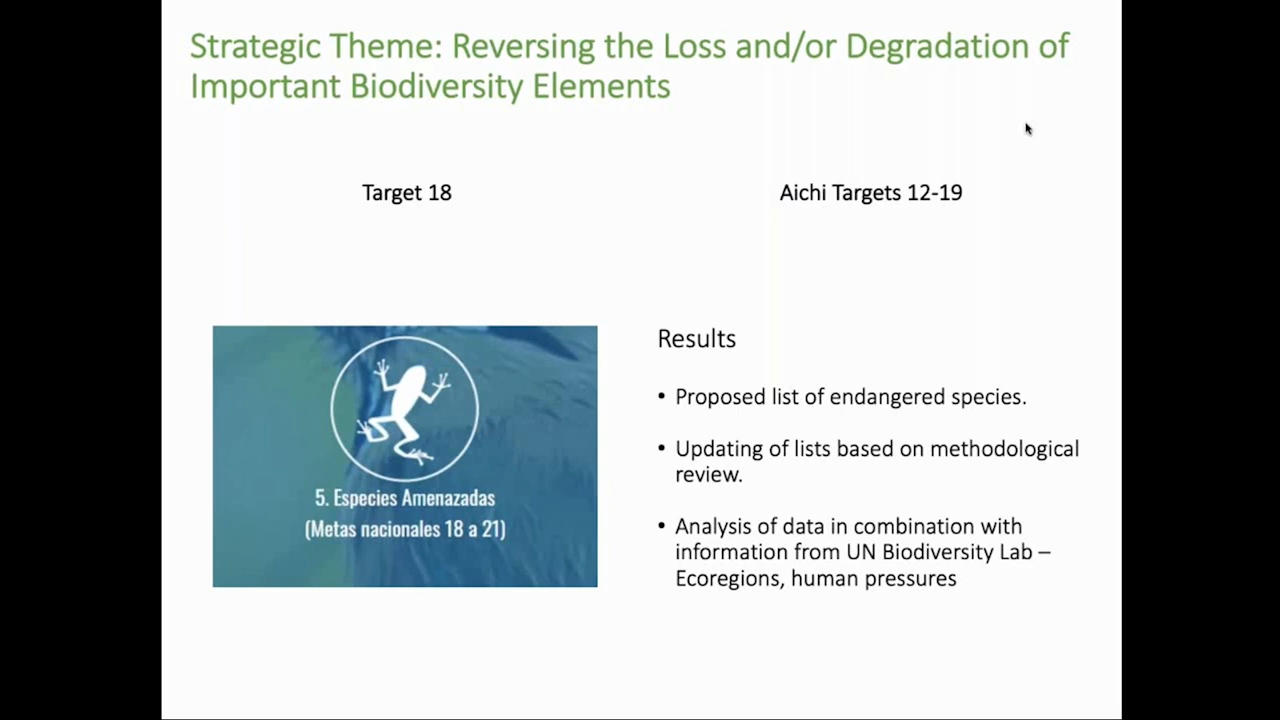 Strategic Theme: Reversing the Loss and/or Degradation of
Important Biodiversity Elements
Target 18
Aichi Targets 12-19
5. Especies Amenazadas
(Metas nacionales 18 a 21)
Results
• Proposed list of endangered species.
• Updating of lists based on methodological
review.
• Analysis of data in combination with
information from UN Biodiversity Lab –
Ecoregions, human pressures